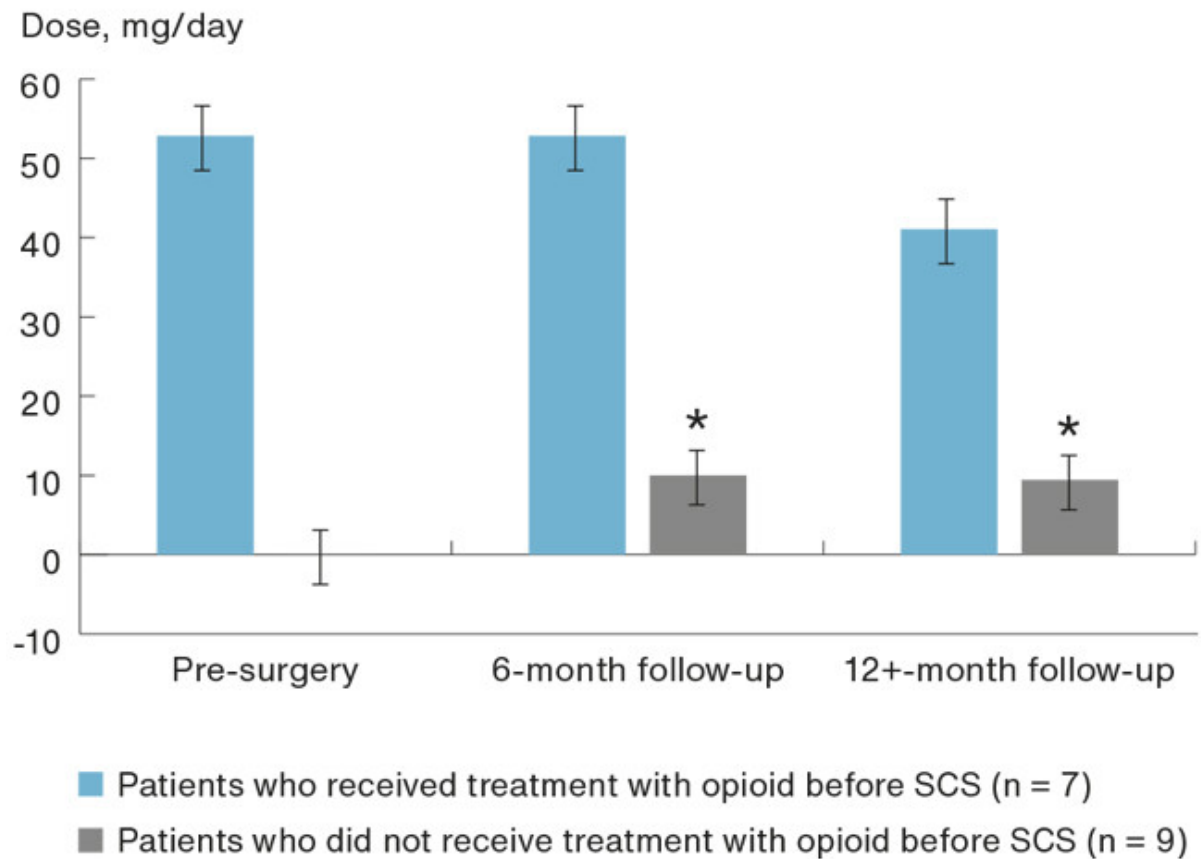 Dose, mg/day
60
50
40
30
20
10
0
-10
*
*
Pre-surgery
6-month follow-up
12+-month follow-up
Patients who received treatment with opioid before SCS (n = 7)
Patients who did not receive treatment with opioid before SCS (n = 9)